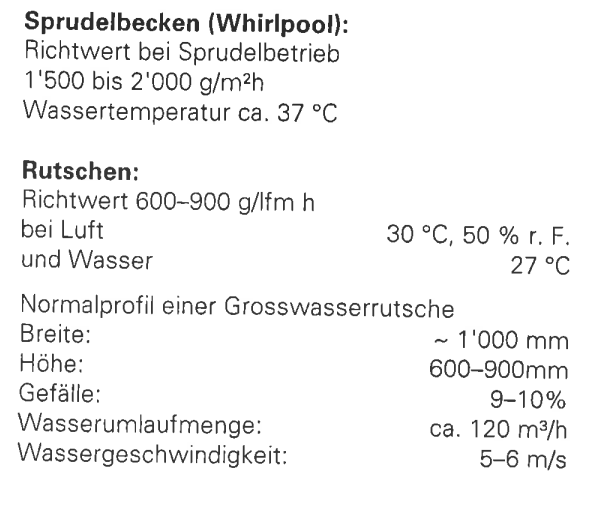 Sprudelbecken (Whirlpool):
Richtwert bei Sprudelbetrieb
1'500 bis 2'000 g/m²h
Wassertemperatur ca. 37 °C
Rutschen:
Richtwert 600–900 g/lfm h
bei Luft 30 °C, 50 % r. F.
und Wasser 27 °C
Normalprofil einer Grosswasserrutsche
Breite: ~ 1'000 mm
Höhe: 600–900mm
Gefälle: 9–10%
Wasserumlaufmenge: ca. 120 m³/h
Wassergeschwindigkeit: 5–6 m/s